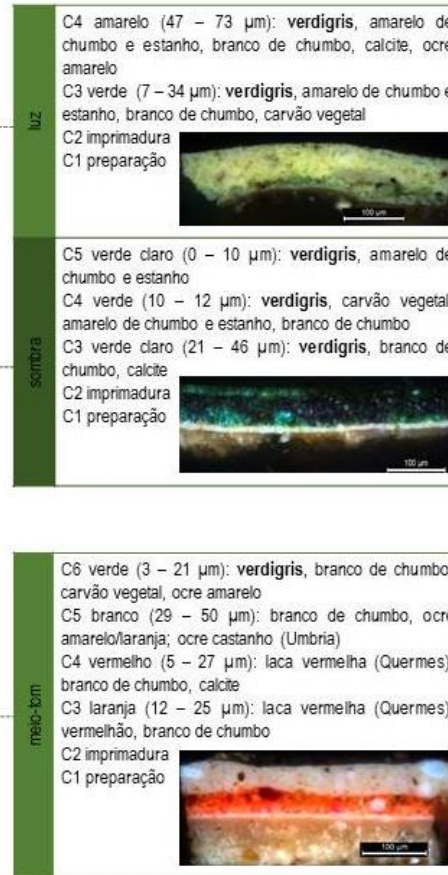 luz
C4 amarelo (47 – 73 µm): verdigris, amarelo de
chumbo e estanho, branco de chumbo, calcite, ocre
amarelo
C3 verde (7 – 34 µm): verdigris, amarelo de chumbo e
estanho, branco de chumbo, carvão vegetal
C2 imprimadura
C1 preparação
100 µm
sombra
C5 verde claro (0 – 10 µm): verdigris, amarelo de
chumbo e estanho
C4 verde (10 – 12 µm): verdigris, carvão vegetal
amarelo de chumbo e estanho, branco de chumbo
C3 verde claro (21 – 46 µm): verdigris, branco de
chumbo, calcite
C2 imprimadura
C1 preparação
100 µm
meio-tom
C6 verde (3 – 21 µm): verdigris, branco de chumbo
carvão vegetal, ocre amarelo
C5 branco (29 – 50 µm): branco de chumbo, ocre
amarelo/laranja; ocre castanho (Umbria)
C4 vermelho (5 – 27 µm): laca vermelha (Quermes)
branco de chumbo, calcite
C3 laranja (12 – 25 µm): laca vermelha (Quermes)
vermelhão, branco de chumbo
C2 imprimadura
C1 preparação
100 µm